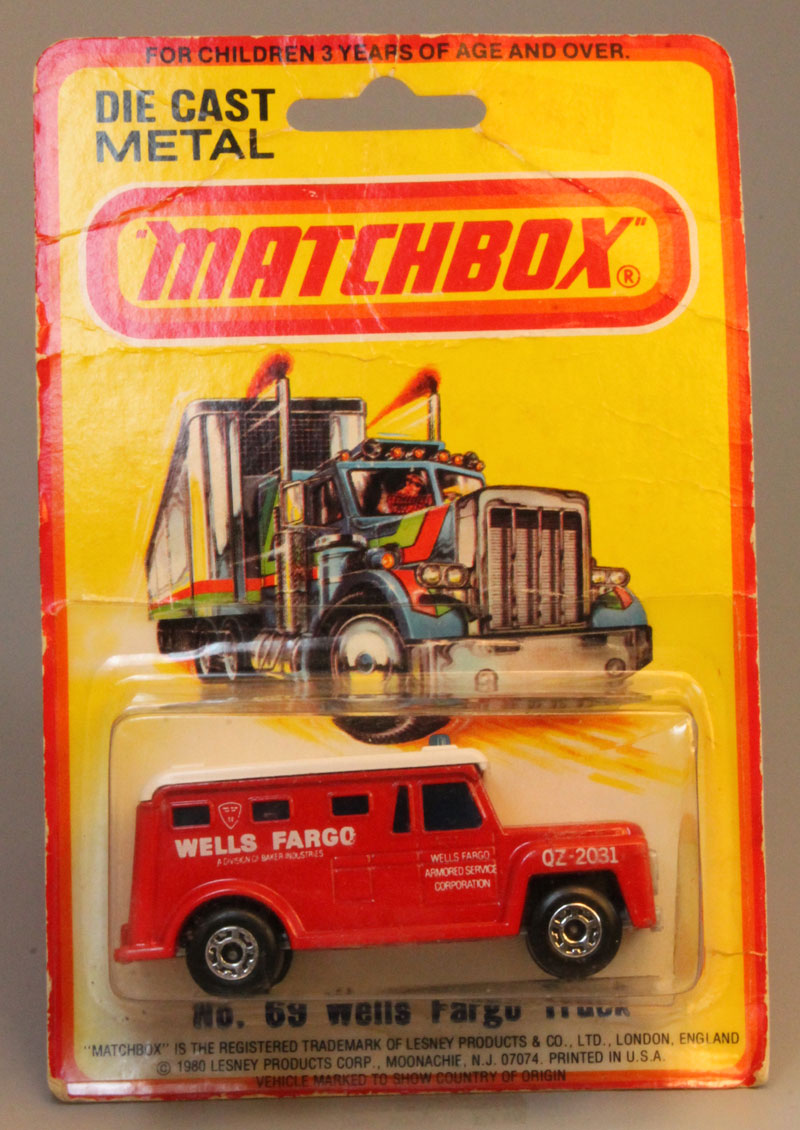 FOR CHILDREN 3 YEARS OF AGE AND OVER.
DIE CAST
METAL
"MATCHBOX"®
WELLS FARGO
A DIVISION OF BAKER INDUSTRIES
WELLS FARGO
ARMORED SERVICE
CORPORATION
QZ-2031
No. 69 Wells Fargo Truck
"MATCHBOX" IS THE REGISTERED TRADEMARK OF LESNEY PRODUCTS & CO., LTD., LONDON, ENGLAND
© 1980 LESNEY PRODUCTS CORP., MOONACHIE, N.J. 07074. PRINTED IN U.S.A.
VEHICLE MARKED TO SHOW COUNTRY OF ORIGIN